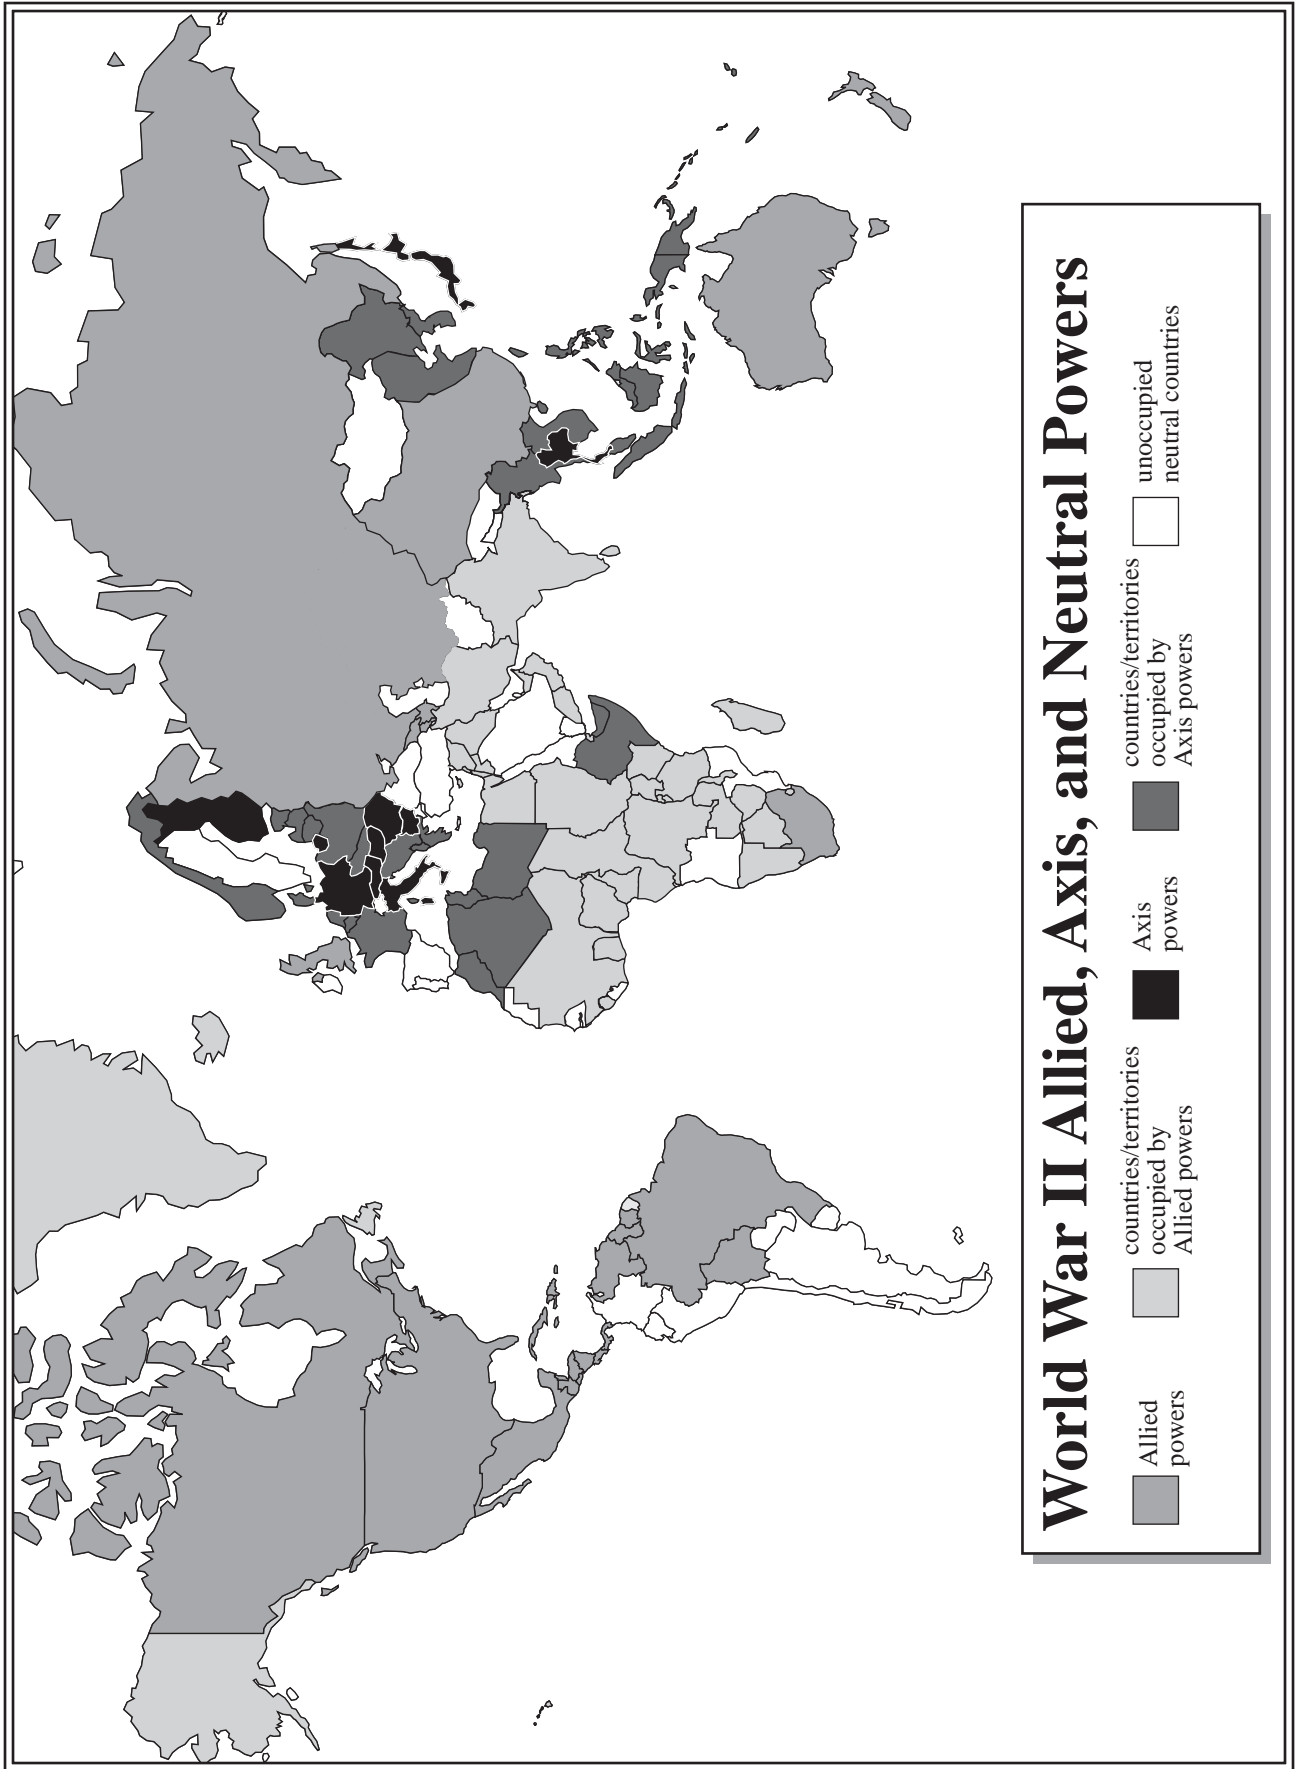 World War II Allied, Axis, and Neutral Powers
Allied
powers
countries/territories
occupied by
Allied powers
Axis
powers
countries/territories
occupied by
Axis powers
unoccupied
neutral countries